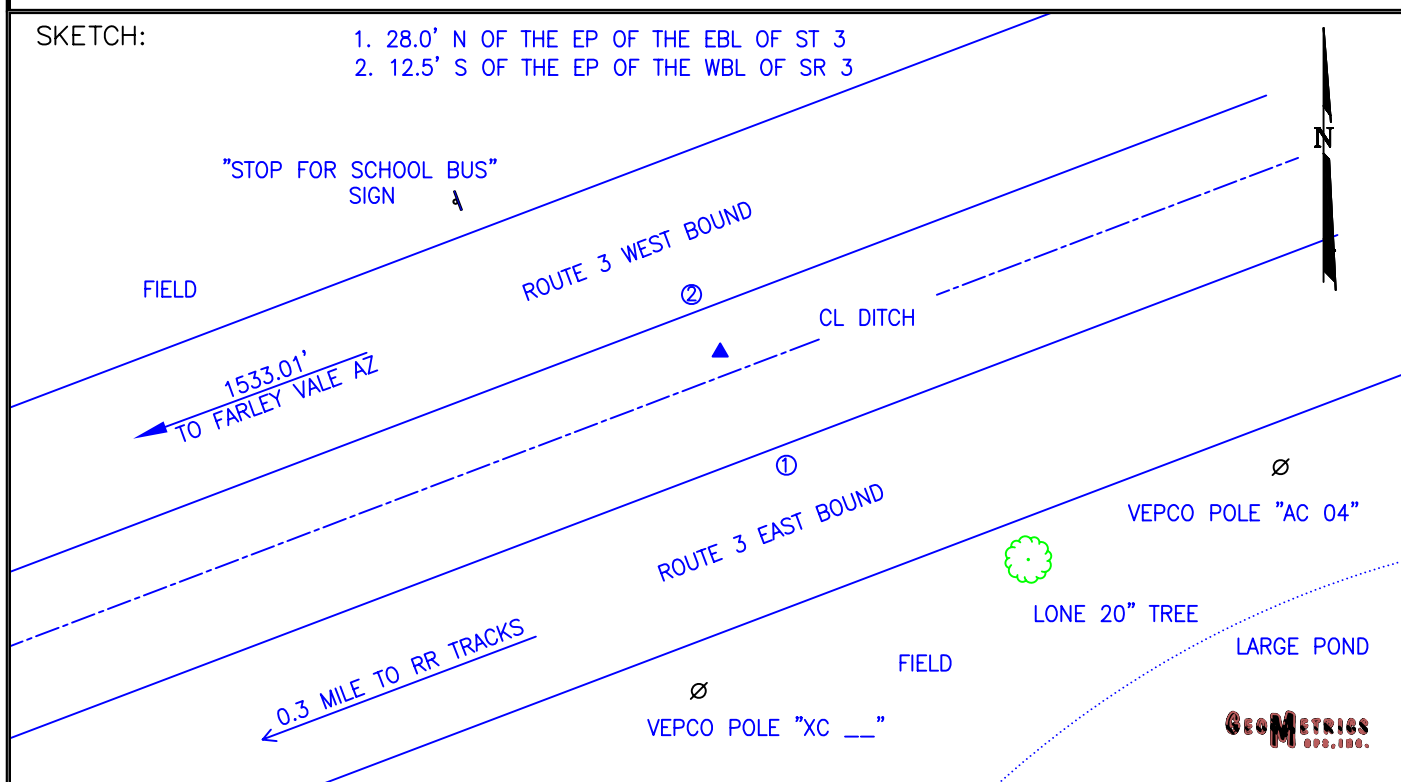 SKETCH:
1. 28.0' N OF THE EP OF THE EBL OF ST 3
2. 12.5' S OF THE EP OF THE WBL OF SR 3
N
"STOP FOR SCHOOL BUS"
SIGN
ROUTE 3 WEST BOUND
FIELD
2
CL DITCH
1533.01'
TO FARLEY VALE AZ
1
ROUTE 3 EAST BOUND
VEPCO POLE "AC 04"
LONE 20" TREE
0.3 MILE TO RR TRACKS
LARGE POND
FIELD
VEPCO POLE "XC __"
GEOMETRICS
GPS, INC.